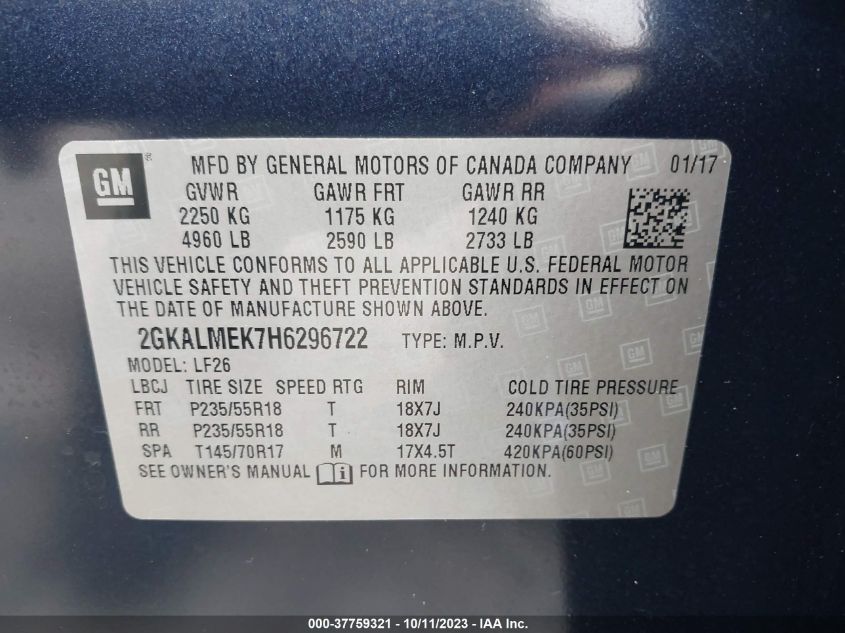 GM MFD BY GENERAL MOTORS OF CANADA COMPANY 01/17
GVWR GAWR FRT GAWR RR
2250 KG 1175 KG 1240 KG
4960 LB 2590 LB 2733 LB
THIS VEHICLE CONFORMS TO ALL APPLICABLE U.S. FEDERAL MOTOR
VEHICLE SAFETY AND THEFT PREVENTION STANDARDS IN EFFECT ON
THE DATE OF MANUFACTURE SHOWN ABOVE.
2GKALMEK7H6296722 TYPE: M.P.V.
MODEL: LF26
LBCJ TIRE SIZE SPEED RTG RIM COLD TIRE PRESSURE
FRT P235/55R18 T 18X7J 240KPA(35PSI)
RR P235/55R18 T 18X7J 240KPA(35PSI)
SPA T145/70R17 M 17X4.5T 420KPA(60PSI)
SEE OWNER'S MANUAL FOR MORE INFORMATION.
000-37759321 - 10/11/2023 - IAA Inc.